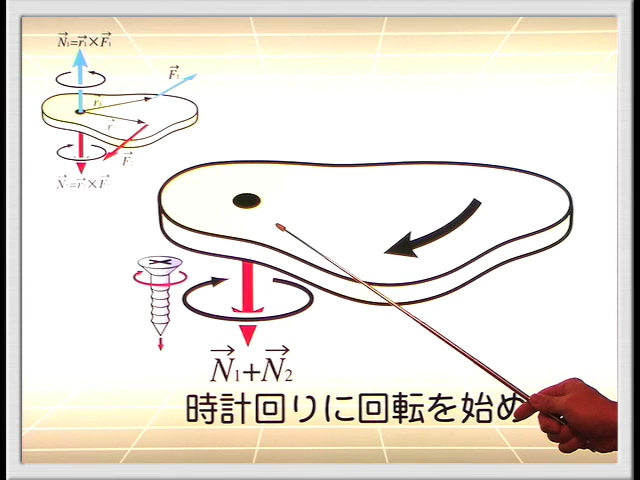 N₁=r₁×F₁
F₁
r₁
r
F
N=r×F
N₁+N₂
時計回りに回転を始め